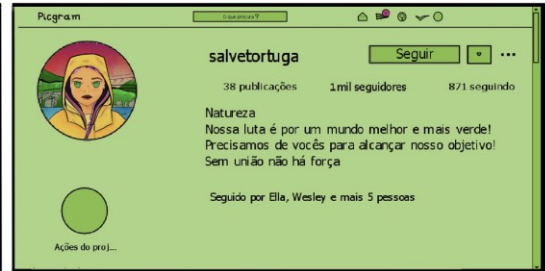 Picgram
O que procura?
salvetortuga
Seguir
38 publicações 1mil seguidores 871 seguindo
Natureza
Nossa luta é por um mundo melhor e mais verde!
Precisamos de vocês para alcançar nosso objetivo!
Sem união não há força
Seguido por Ella, Wesley e mais 5 pessoas
Ações do proj...